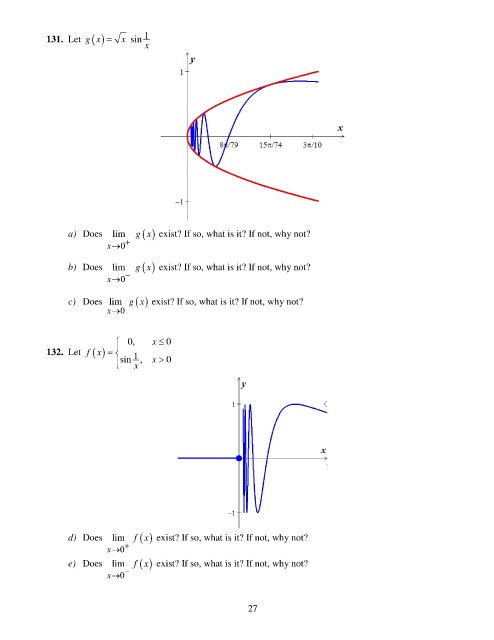 131. Let g(x) = √x sin 1/x
y
1
x
8π/79 15π/74 3π/10
−1
a) Does lim x→0⁺ g(x) exist? If so, what is it? If not, why not?
b) Does lim x→0⁻ g(x) exist? If so, what is it? If not, why not?
c) Does lim x→0 g(x) exist? If so, what is it? If not, why not?
132. Let f(x) = { 0, x ≤ 0
sin 1/x, x > 0
y
1
x
−1
d) Does lim x→0⁺ f(x) exist? If so, what is it? If not, why not?
e) Does lim x→0⁻ f(x) exist? If so, what is it? If not, why not?
27